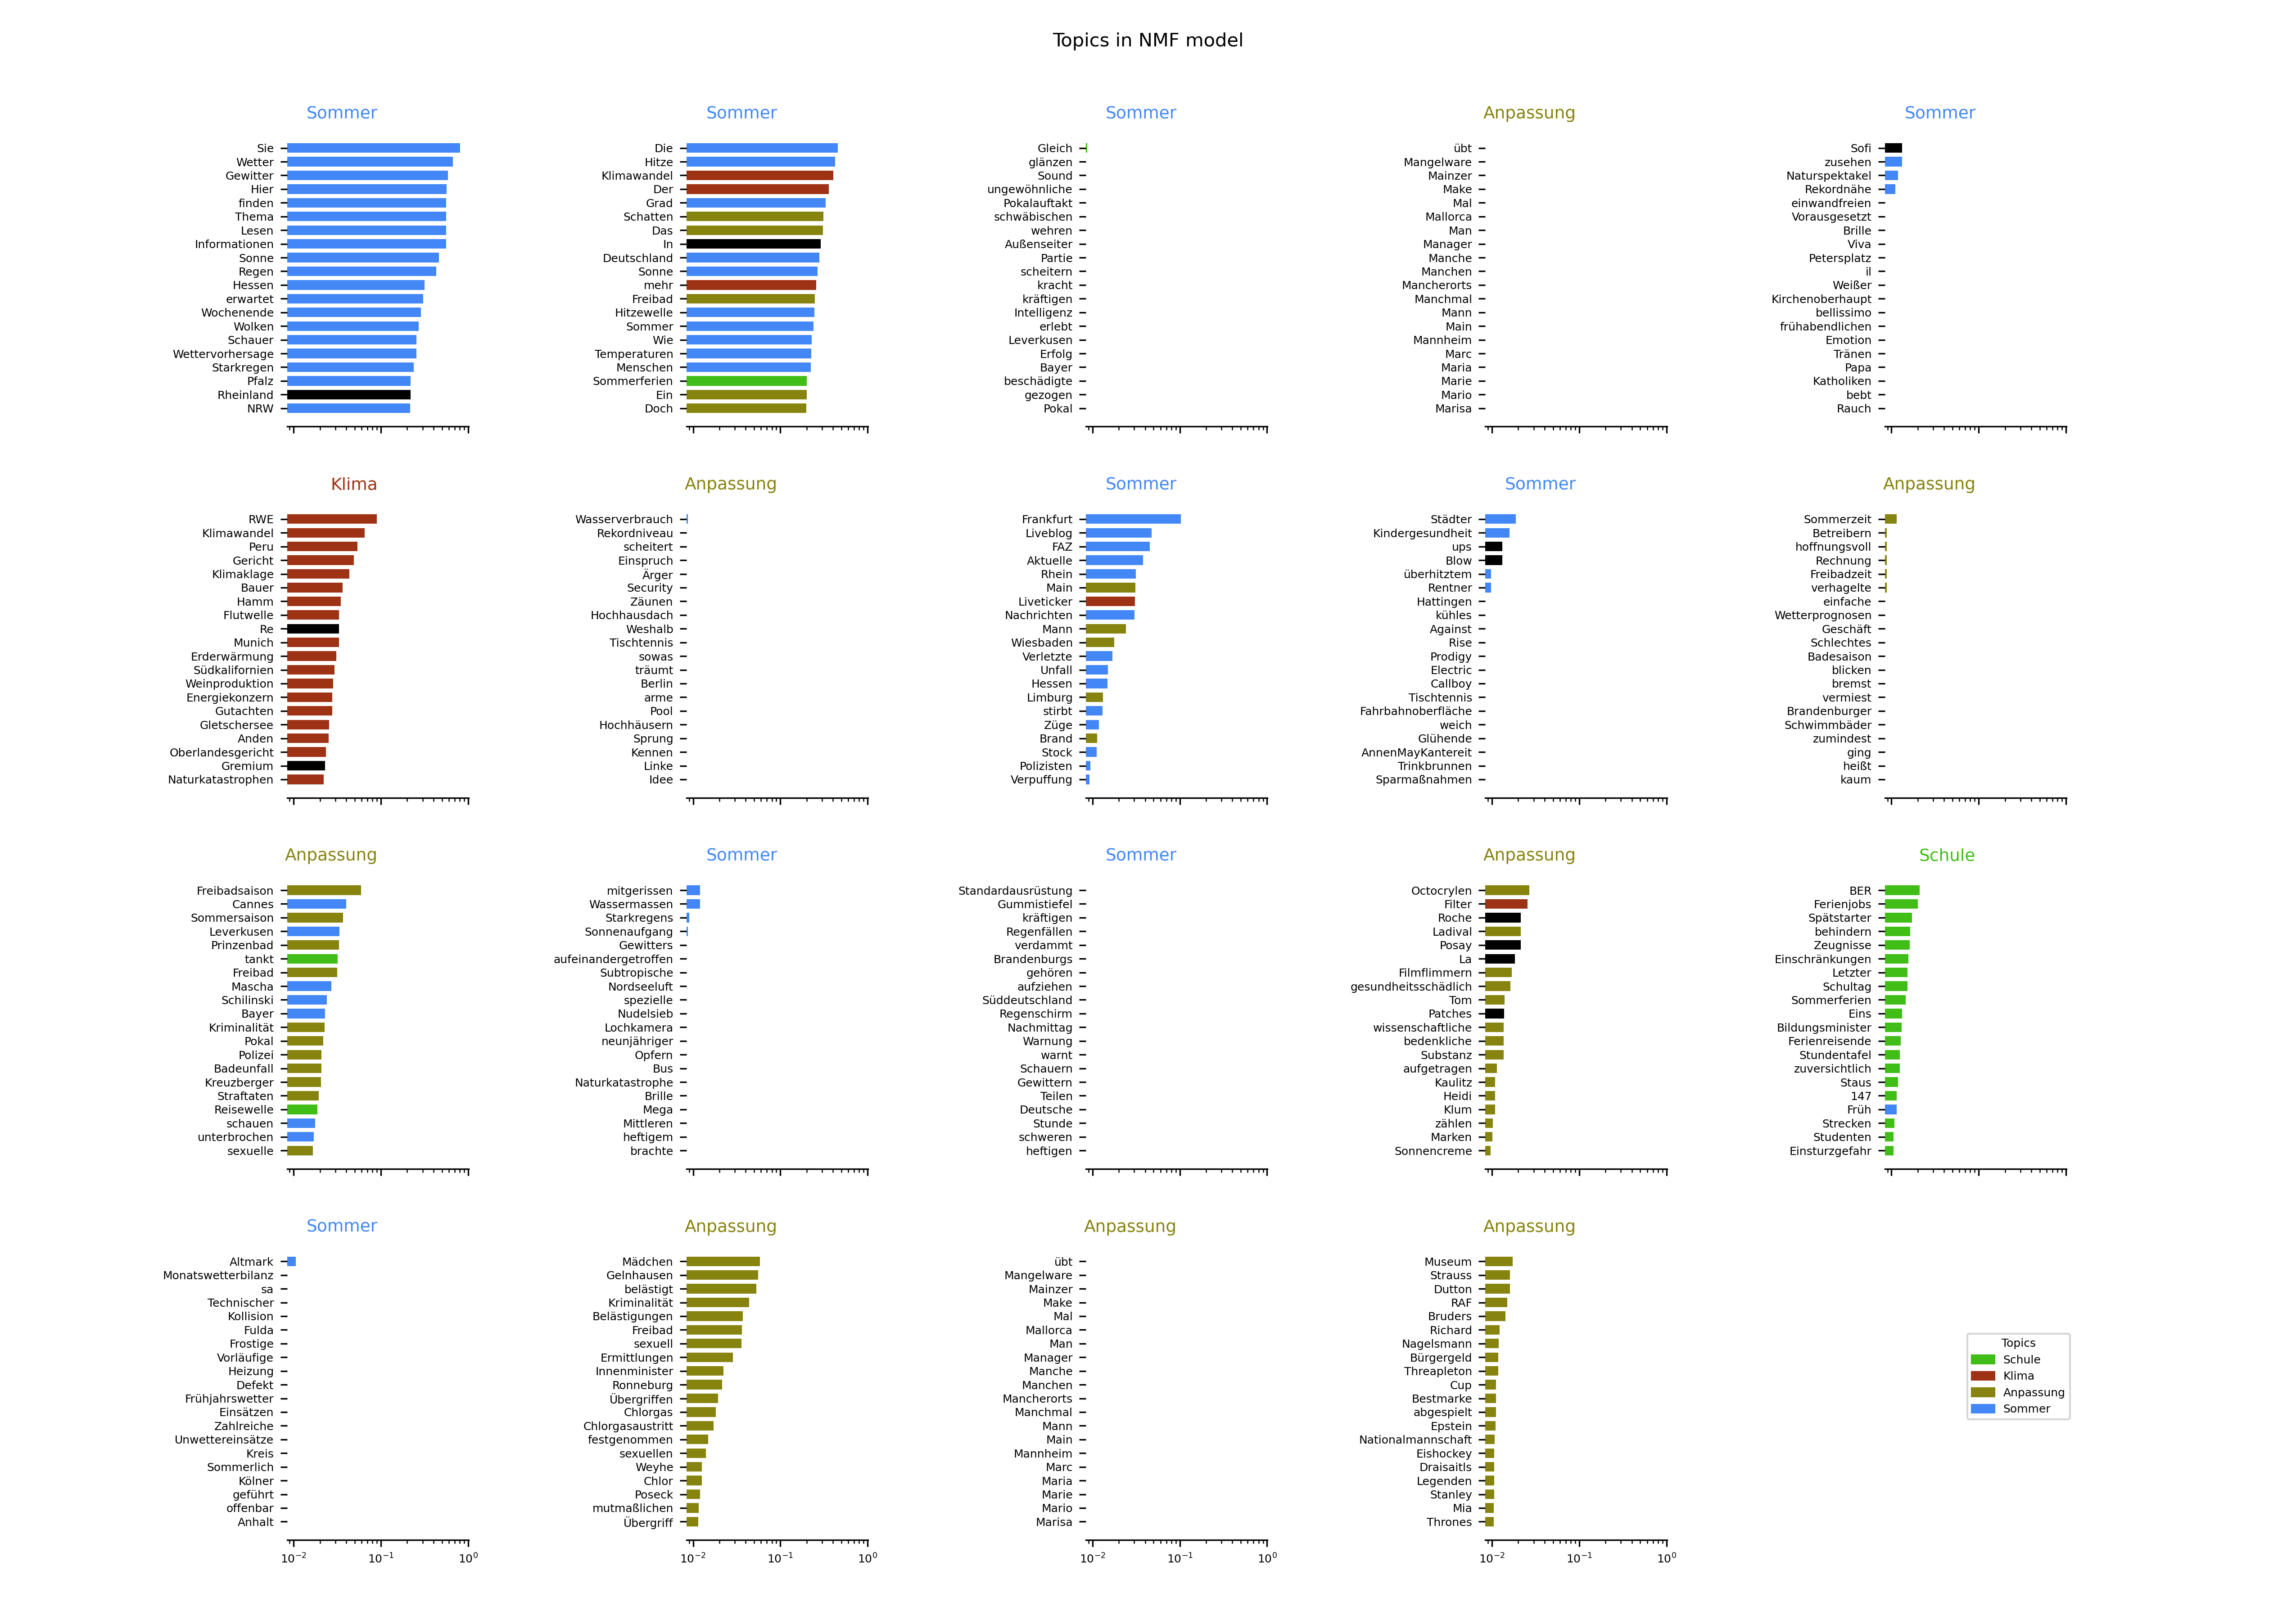 Topics in NMF model
Sommer
Sie
Wetter
Gewitter
Hier
finden
Thema
Lesen
Informationen
Sonne
Regen
Hessen
erwartet
Wochenende
Wolken
Schauer
Wettervorhersage
Starkregen
Pfalz
Rheinland
NRW
Sommer
Die
Hitze
Klimawandel
Der
Grad
Schatten
Das
In
Deutschland
Sonne
mehr
Freibad
Hitzewelle
Sommer
Wie
Temperaturen
Menschen
Sommerferien
Ein
Doch
Sommer
Gleich
glänzen
Sound
ungewöhnliche
Pokalauftakt
schwäbischen
wehren
Außenseiter
Partie
scheitern
kracht
kräftigen
Intelligenz
erlebt
Leverkusen
Erfolg
Bayer
beschädigte
gezogen
Pokal
Anpassung
übt
Mangelware
Mainzer
Make
Mal
Mallorca
Man
Manager
Manche
Manchen
Mancherorts
Manchmal
Mann
Main
Mannheim
Marc
Maria
Marie
Mario
Marisa
Sommer
Sofi
zusehen
Naturspektakel
Rekordnähe
einwandfreien
Vorausgesetzt
Brille
Viva
Petersplatz
il
Weißer
Kirchenoberhaupt
bellissimo
frühabendlichen
Emotion
Tränen
Papa
Katholiken
bebt
Rauch
Klima
RWE
Klimawandel
Peru
Gericht
Klimaklage
Bauer
Hamm
Flutwelle
Re
Munich
Erderwärmung
Südkalifornien
Weinproduktion
Energiekonzern
Gutachten
Gletschersee
Anden
Oberlandesgericht
Gremium
Naturkatastrophen
Anpassung
Wasserverbrauch
Rekordniveau
scheitert
Einspruch
Ärger
Security
Zäunen
Hochhausdach
Weshalb
Tischtennis
sowas
träumt
Berlin
arme
Pool
Hochhäusern
Sprung
Kennen
Linke
Idee
Sommer
Frankfurt
Liveblog
FAZ
Aktuelle
Rhein
Main
Liveticker
Nachrichten
Mann
Wiesbaden
Verletzte
Unfall
Hessen
Limburg
stirbt
Züge
Brand
Stock
Polizisten
Verpuffung
Sommer
Städter
Kindergesundheit
ups
Blow
überhitztem
Rentner
Hattingen
kühles
Against
Rise
Prodigy
Electric
Callboy
Tischtennis
Fahrbahnoberfläche
weich
Glühende
AnnenMayKantereit
Trinkbrunnen
Sparmaßnahmen
Anpassung
Sommerzeit
Betreibern
hoffnungsvoll
Rechnung
Freibadzeit
verhagelte
einfache
Wetterprognosen
Geschäft
Schlechtes
Badesaison
blicken
bremst
vermiest
Brandenburger
Schwimmbäder
zumindest
ging
heißt
kaum
Anpassung
Freibadsaison
Cannes
Sommersaison
Leverkusen
Prinzenbad
tankt
Freibad
Mascha
Schilinski
Bayer
Kriminalität
Pokal
Polizei
Badeunfall
Kreuzberger
Straftaten
Reisewelle
schauen
unterbrochen
sexuelle
Sommer
mitgerissen
Wassermassen
Starkregens
Sonnenaufgang
Gewitters
aufeinandergetroffen
Subtropische
Nordseeluft
spezielle
Nudelsieb
Lochkamera
neunjähriger
Opfern
Bus
Naturkatastrophe
Brille
Mega
Mittleren
heftigem
brachte
Sommer
Standardausrüstung
Gummistiefel
kräftigen
Regenfällen
verdammt
Brandenburgs
gehören
aufziehen
Süddeutschland
Regenschirm
Nachmittag
Warnung
warnt
Schauern
Gewittern
Teilen
Deutsche
Stunde
schweren
heftigen
Anpassung
Octocrylen
Filter
Roche
Ladival
Posay
La
Filmflimmern
gesundheitsschädlich
Tom
Patches
wissenschaftliche
bedenkliche
Substanz
aufgetragen
Kaulitz
Heidi
Klum
zählen
Marken
Sonnencreme
Schule
BER
Ferienjobs
Spätstarter
behindern
Zeugnisse
Einschränkungen
Letzter
Schultag
Sommerferien
Eins
Bildungsminister
Ferienreisende
Stundentafel
zuversichtlich
Staus
147
Früh
Strecken
Studenten
Einsturzgefahr
Sommer
Altmark
Monatswetterbilanz
sa
Technischer
Kollision
Fulda
Frostige
Vorläufige
Heizung
Defekt
Frühjahrswetter
Einsätzen
Zahlreiche
Unwettereinsätze
Kreis
Sommerlich
Kölner
geführt
offenbar
Anhalt
10⁻² 10⁻¹ 10⁰
Anpassung
Mädchen
Gelnhausen
belästigt
Kriminalität
Belästigungen
Freibad
sexuell
Ermittlungen
Innenminister
Ronneburg
Übergriffen
Chlorgas
Chlorgasaustritt
festgenommen
sexuellen
Weyhe
Chlor
Poseck
mutmaßlichen
Übergriff
10⁻² 10⁻¹ 10⁰
Anpassung
übt
Mangelware
Mainzer
Make
Mal
Mallorca
Man
Manager
Manche
Manchen
Mancherorts
Manchmal
Mann
Main
Mannheim
Marc
Maria
Marie
Mario
Marisa
10⁻² 10⁻¹ 10⁰
Anpassung
Museum
Strauss
Dutton
RAF
Bruders
Richard
Nagelsmann
Bürgergeld
Threapleton
Cup
Bestmarke
abgespielt
Epstein
Nationalmannschaft
Eishockey
Draisaitls
Legenden
Stanley
Mia
Thrones
10⁻² 10⁻¹ 10⁰
Topics
Schule
Klima
Anpassung
Sommer